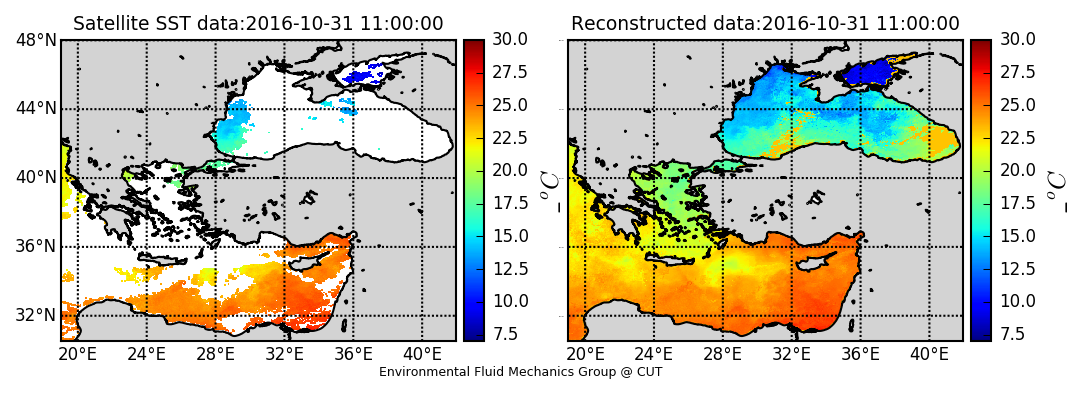 Satellite SST data:2016-10-31 11:00:00
48°N
44°N
40°N
36°N
32°N
20°E 24°E 28°E 32°E 36°E 40°E
30.0
27.5
25.0
22.5
20.0
17.5
15.0
12.5
10.0
7.5
_°C
Reconstructed data:2016-10-31 11:00:00
20°E 24°E 28°E 32°E 36°E 40°E
30.0
27.5
25.0
22.5
20.0
17.5
15.0
12.5
10.0
7.5
_°C
Environmental Fluid Mechanics Group @ CUT